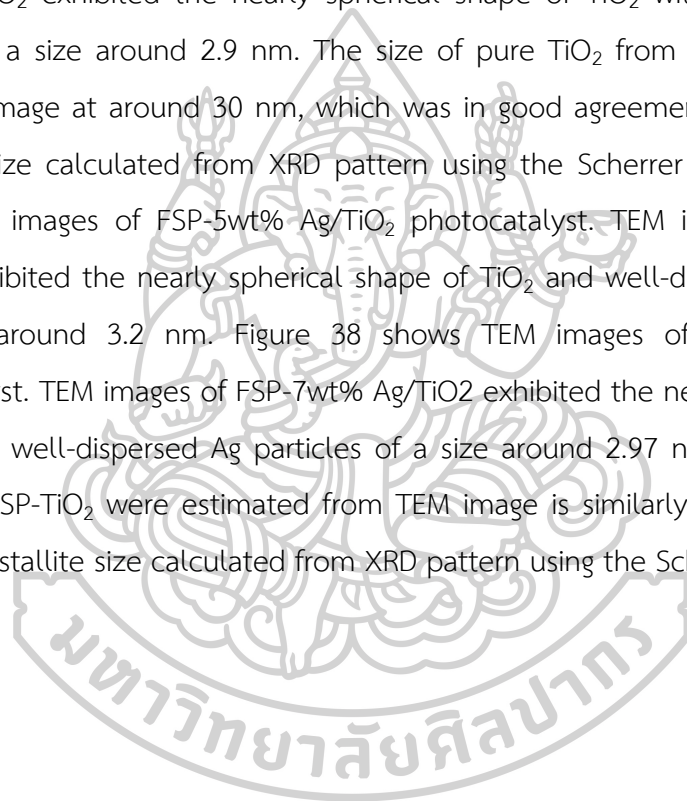 exhibited the nearly spherical shape of TiO₂
a size around 2.9 nm. The size of pure TiO₂ from
mage at around 30 nm, which was in good agreemen
ize calculated from XRD pattern using the Scherrer
images of FSP-5wt% Ag/TiO₂ photocatalyst. TEM i
ibited the nearly spherical shape of TiO₂ and well-d
around 3.2 nm. Figure 38 shows TEM images of
st. TEM images of FSP-7wt% Ag/TiO2 exhibited the ne
well-dispersed Ag particles of a size around 2.97 n
SP-TiO₂ were estimated from TEM image is similarly
stallite size calculated from XRD pattern using the Sc
มหาวิทยาลัยศิลปากร